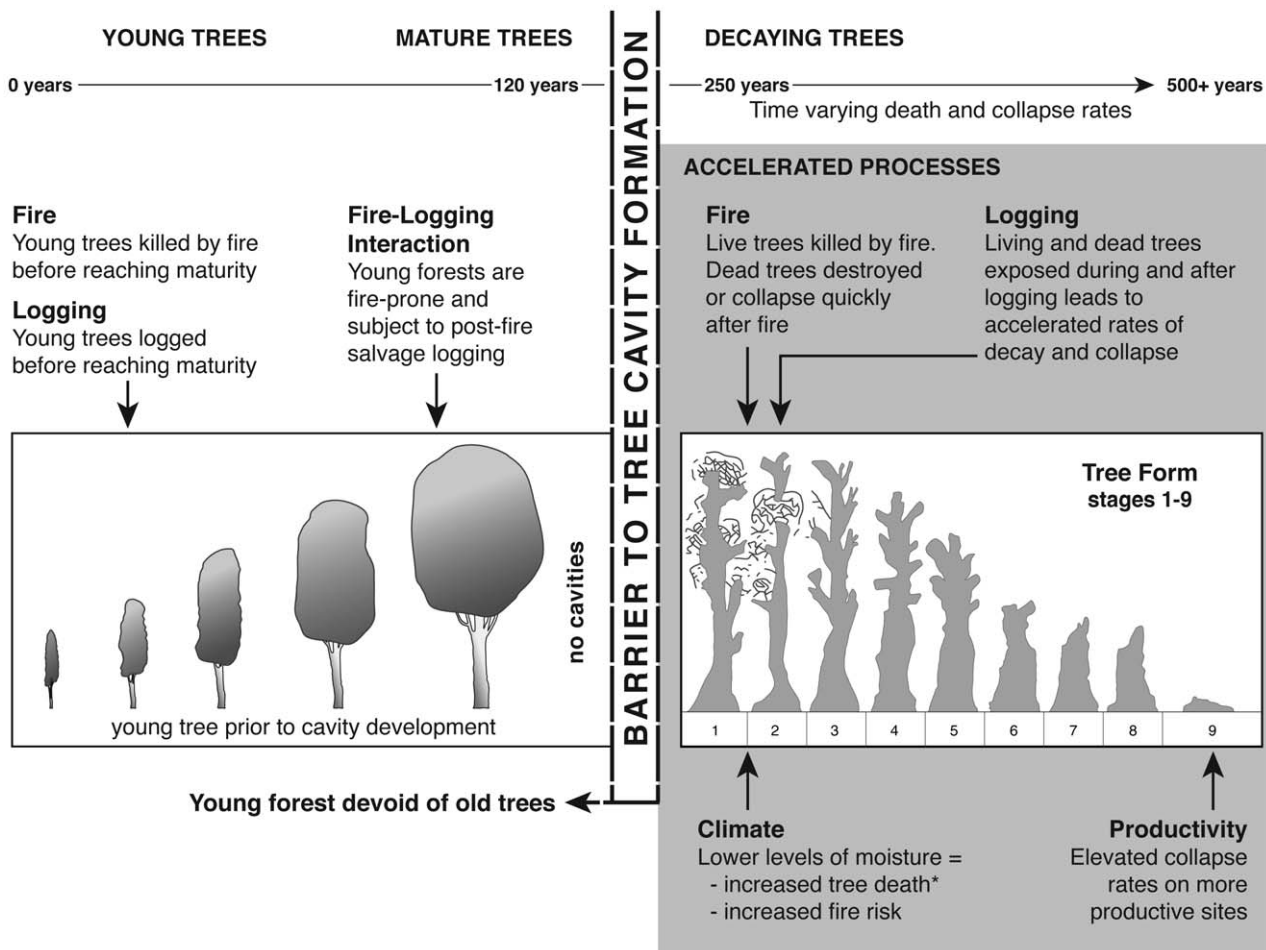 YOUNG TREES
MATURE TREES
DECAYING TREES
0 years
120 years
250 years
500+ years
Time varying death and collapse rates
BARRIER TO TREE CAVITY FORMATION
ACCELERATED PROCESSES
Fire
Young trees killed by fire
before reaching maturity
Logging
Young trees logged
before reaching maturity
Fire-Logging
Interaction
Young forests are
fire-prone and
subject to post-fire
salvage logging
Fire
Live trees killed by fire.
Dead trees destroyed
or collapse quickly
after fire
Logging
Living and dead trees
exposed during and after
logging leads to
accelerated rates of
decay and collapse
no cavities
young tree prior to cavity development
Tree Form
stages 1-9
1 2 3 4 5 6 7 8 9
Young forest devoid of old trees
Climate
Lower levels of moisture =
- increased tree death*
- increased fire risk
Productivity
Elevated collapse
rates on more
productive sites